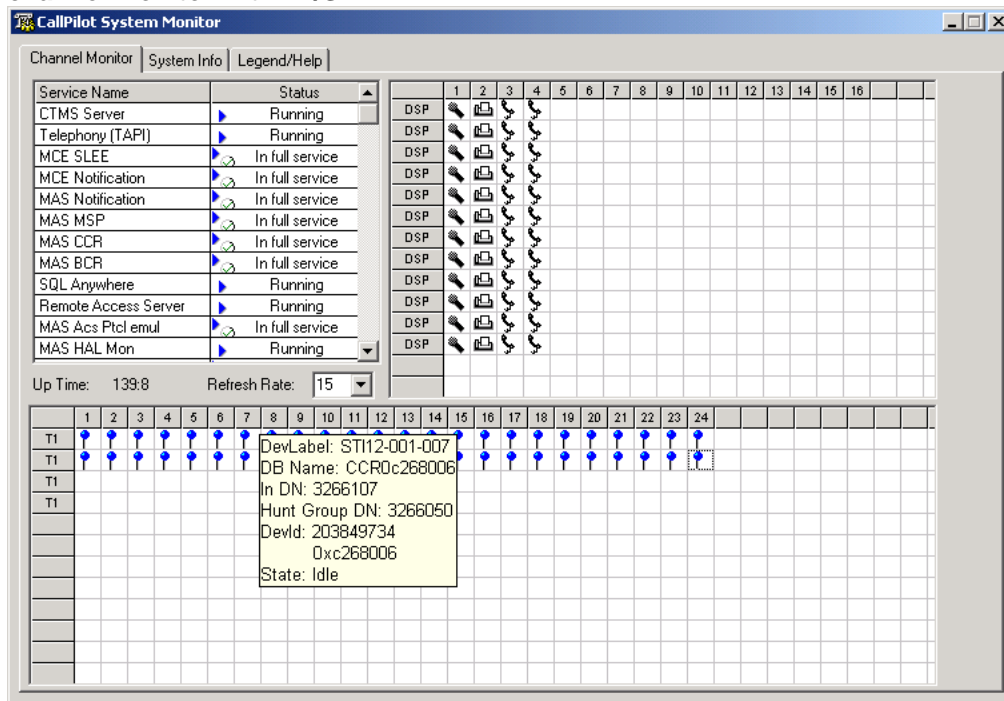 CallPilot System Monitor
Channel Monitor System Info Legend/Help
Service Name Status
CTMS Server Running
Telephony (TAPI) Running
MCE SLEE In full service
MCE Notification In full service
MAS Notification In full service
MAS MSP In full service
MAS CCR In full service
MAS BCR In full service
SQL Anywhere Running
Remote Access Server Running
MAS Acs Ptcl emul In full service
MAS HAL Mon Running
Up Time: 139:8 Refresh Rate: 15
1 2 3 4 5 6 7 8 9 10 11 12 13 14 15 16
DSP
DSP
DSP
DSP
DSP
DSP
DSP
DSP
DSP
DSP
DSP
DSP
1 2 3 4 5 6 7 8 9 10 11 12 13 14 15 16 17 18 19 20 21 22 23 24
T1
T1
T1
T1
DevLabel: STI12-001-007
DB Name: CCR0c268006
In DN: 3266107
Hunt Group DN: 3266050
DevId: 203849734
0xc268006
State: Idle